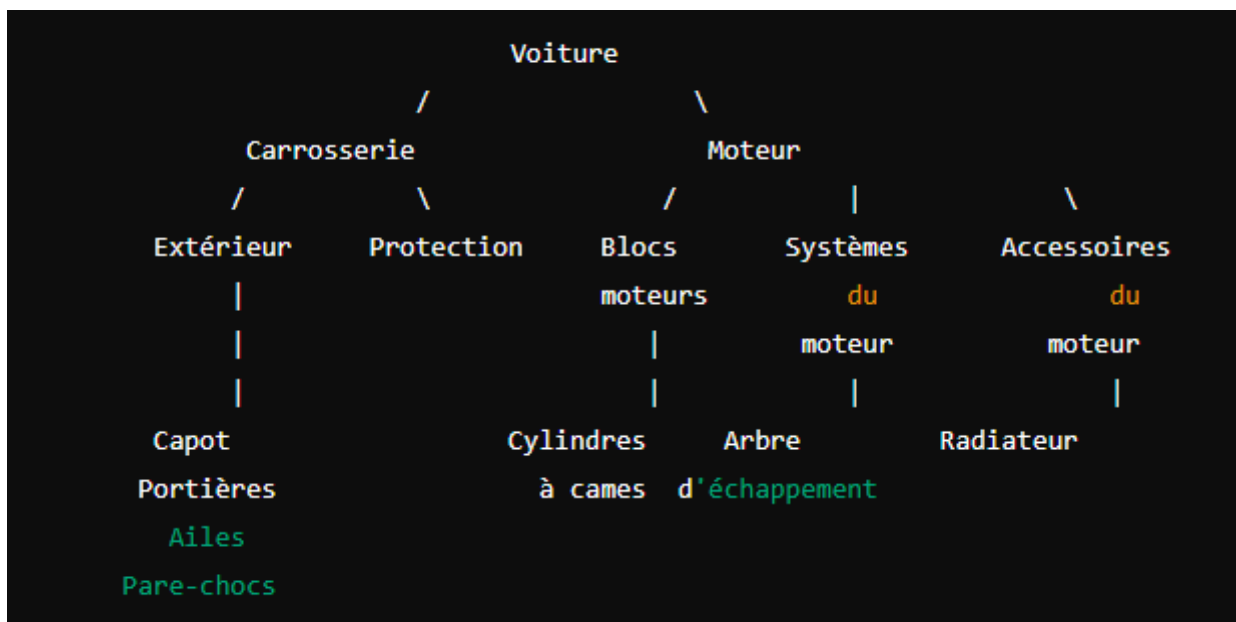 Voiture
/ \
Carrosserie Moteur
/ \ / | \
Extérieur Protection Blocs Systèmes Accessoires
| moteurs du du
| | moteur moteur
| | | |
Capot Cylindres Arbre Radiateur
Portières à cames d'échappement
Ailes
Pare-chocs